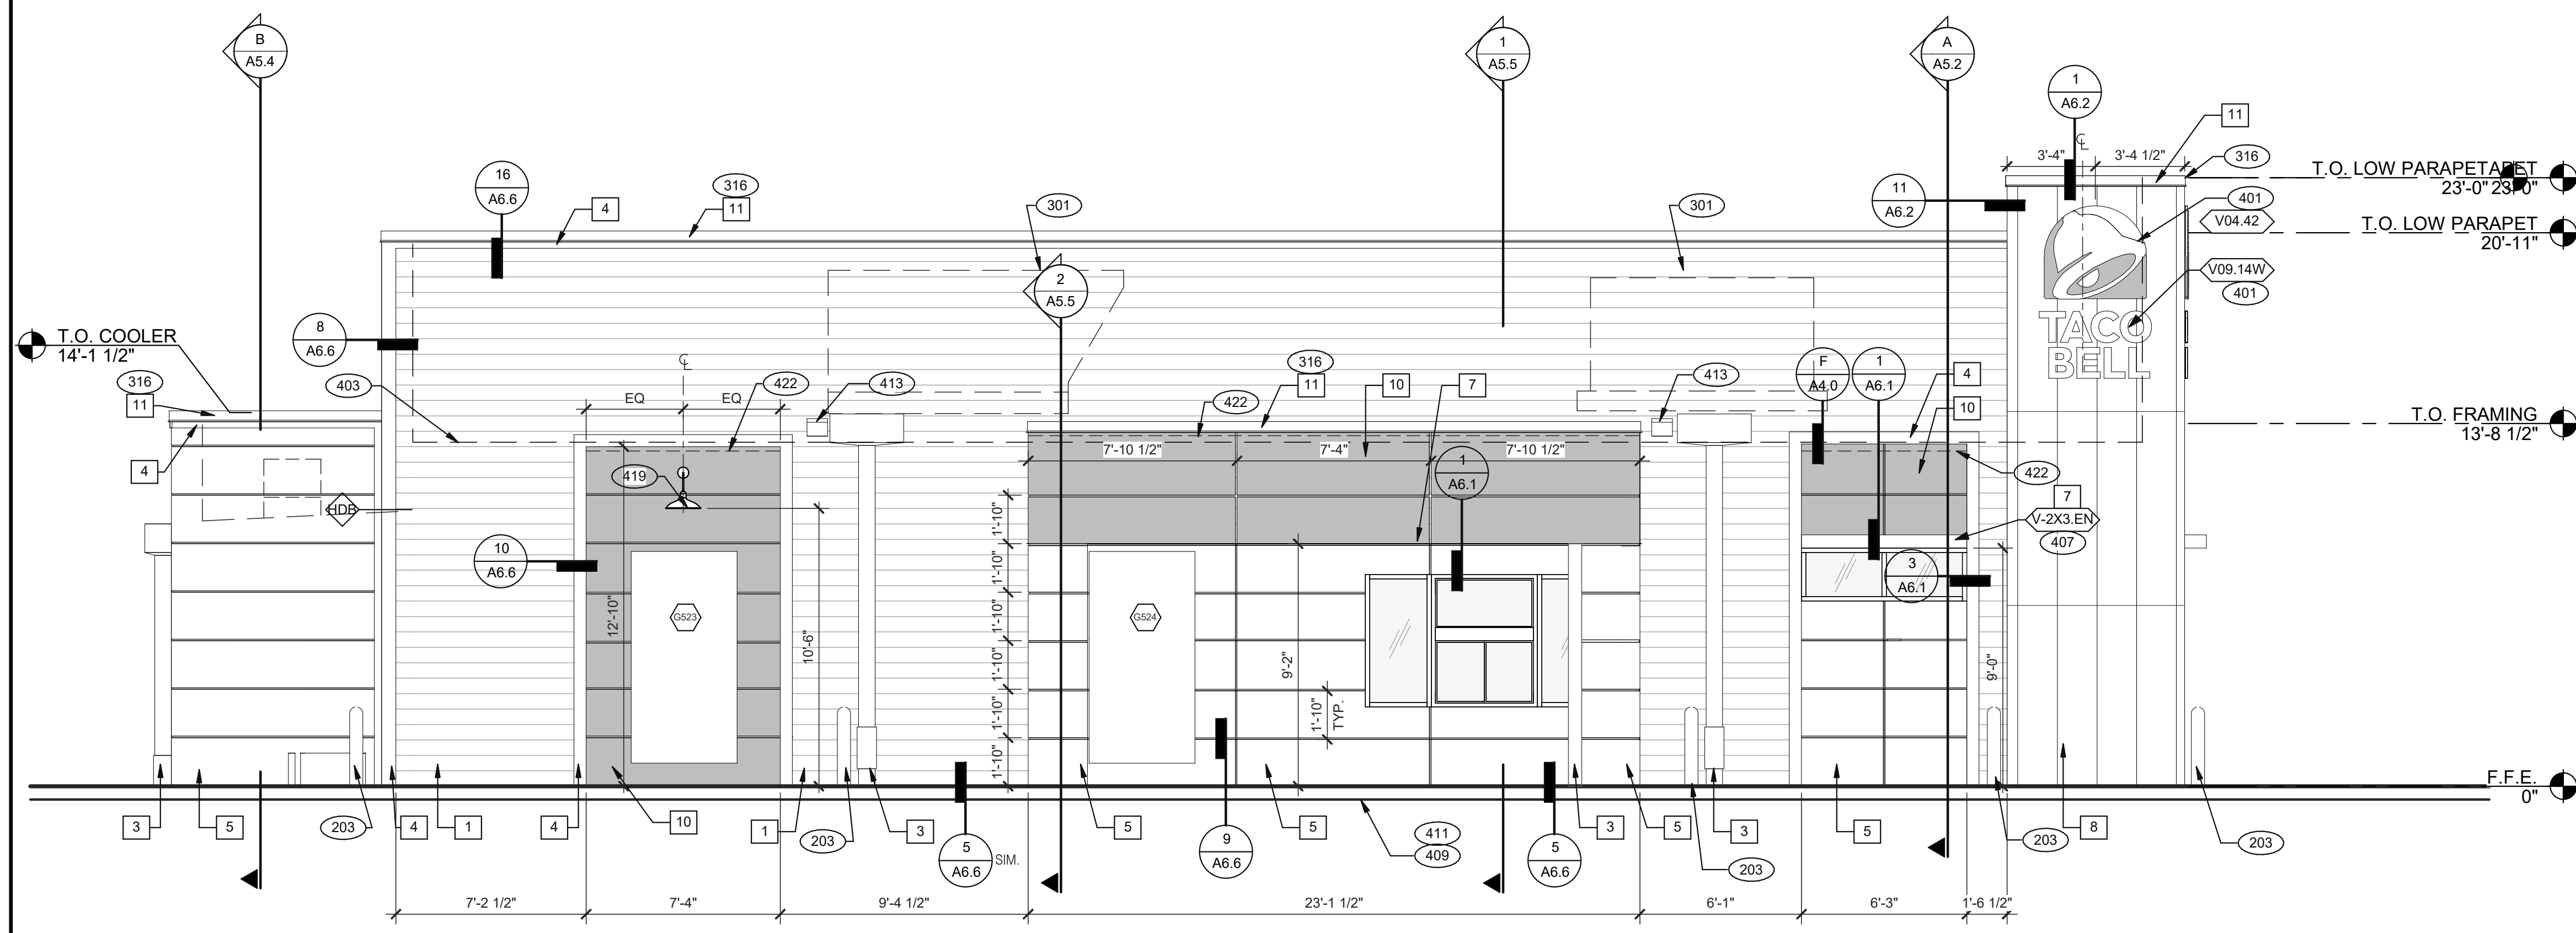 B
A5.4
1
A5.5
A
A5.2
1
A6.2
11
℄
3'-4"
3'-4 1/2"
316
T.O. LOW PARAPETAPET
23'-0" 23'-0"
16
A6.6
4
316
11
301
301
11
A6.2
401
V04.42
T.O. LOW PARAPET
20'-11"
2
A5.5
V09.14W
401
TACO
BELL
8
A6.6
T.O. COOLER
14'-1 1/2"
316
11
403
℄
EQ
EQ
422
413
316
11
422
10
7
413
F
A4.0
1
A6.1
4
10
T.O. FRAMING
13'-8 1/2"
4
HDB
419
7'-10 1/2"
7'-4"
7'-10 1/2"
1
A6.1
422
7
V-2X3.EN
407
10
A6.6
3
A6.1
1'-10"
1'-10"
1'-10"
1'-10"
1'-10"
12'-10"
G523
10'-6"
G524
9'-2"
1'-10"
TYP.
9'-0"
F.F.E.
0"
3
5
203
4
1
4
10
1
203
3
5
A6.6
SIM.
5
9
A6.6
5
411
409
5
A6.6
3
5
3
203
5
203
8
203
7'-2 1/2"
7'-4"
9'-4 1/2"
23'-1 1/2"
6'-1"
6'-3"
1'-6 1/2"